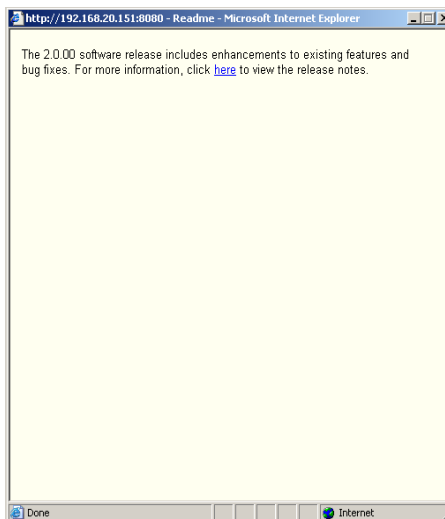 http://192.168.20.151:8080 - Readme - Microsoft Internet Explorer
The 2.0.00 software release includes enhancements to existing features and
bug fixes. For more information, click here to view the release notes.
Done
Internet